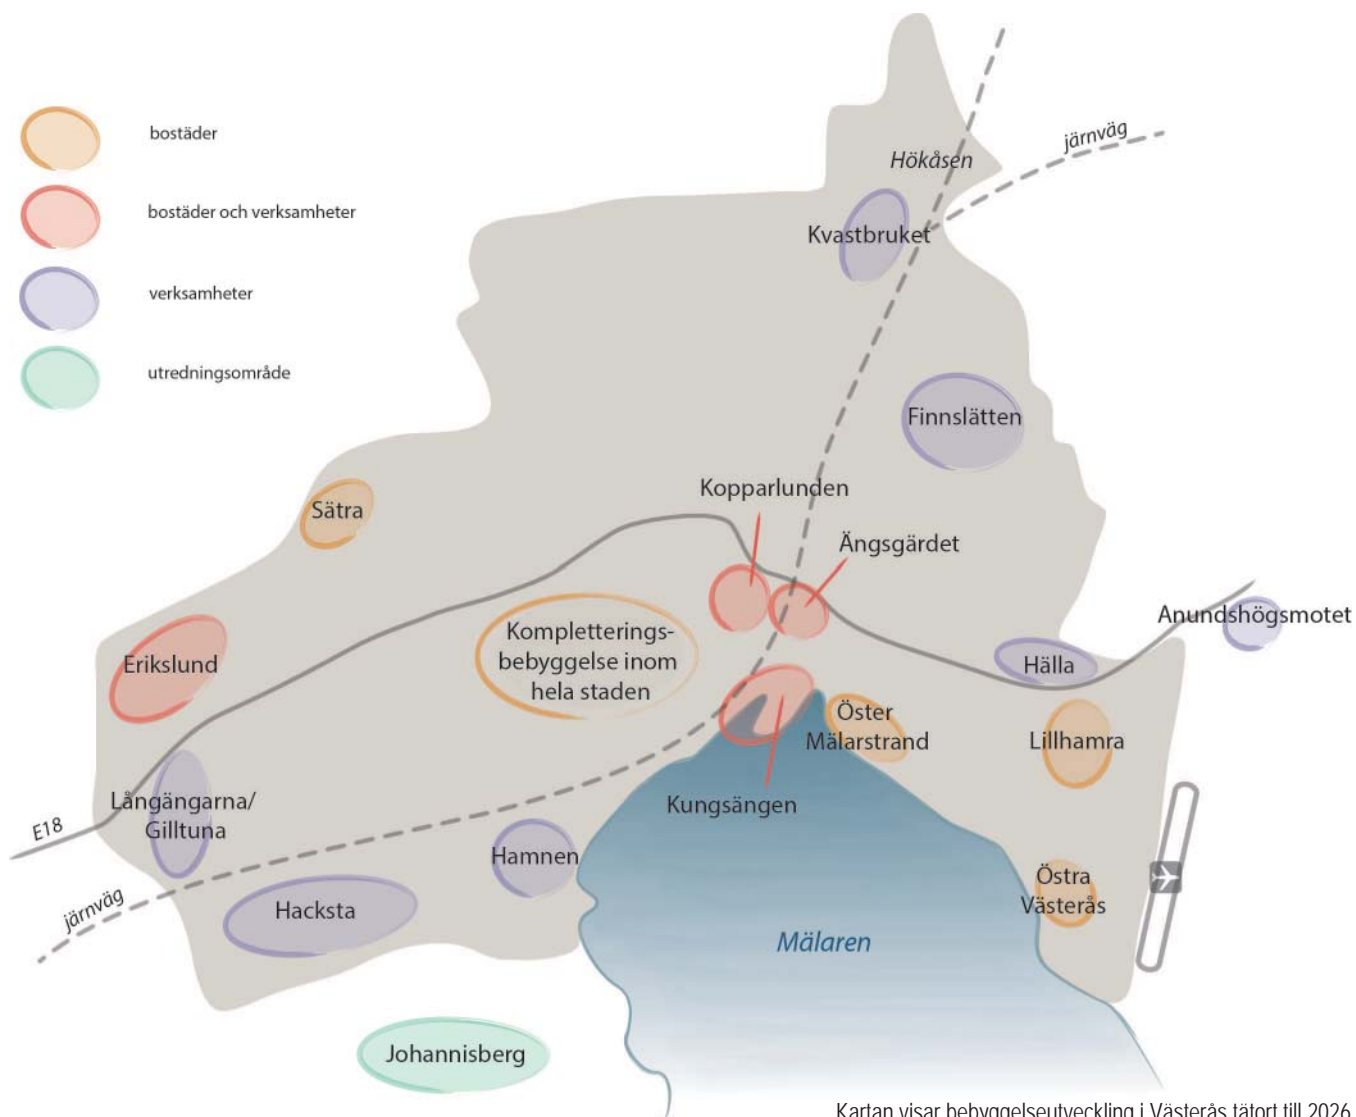 bostäder
bostäder och verksamheter
verksamheter
utredningsområde
järnväg
Hökåsen
Kvastbruket
Finnslätten
Kopparlunden
Sätra
Ängsgärdet
Anundshögsmotet
Kompletterings-
bebyggelse inom
hela staden
Erikslund
Hälla
Öster
Mälarstrand
Lillhamra
Långängarna/
Gilltuna
Kungsängen
E18
Hamnen
Östra
Västerås
järnväg
Hacksta
Mälaren
Johannisberg
Kartan visar bebyggelseutveckling i Västerås tätort till 2026